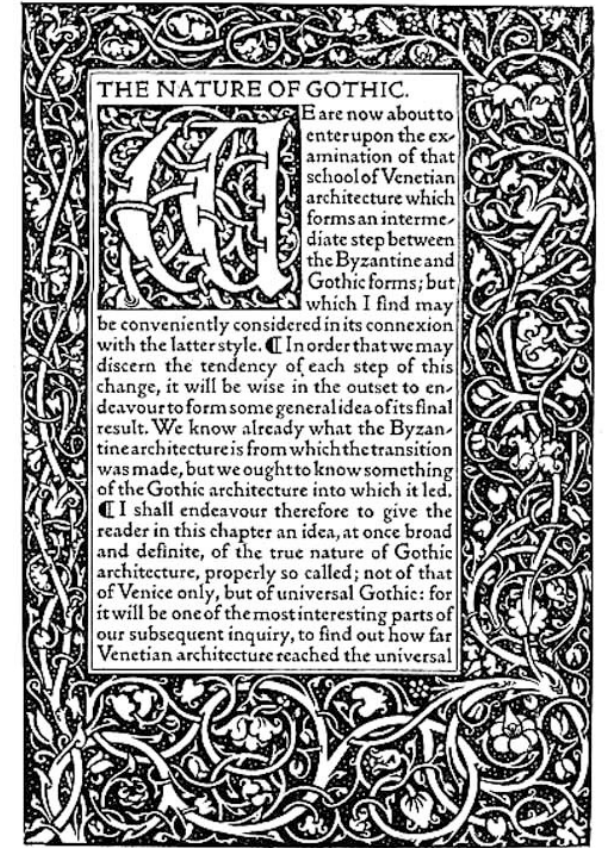 THE NATURE OF GOTHIC.
WE are now about to
enter upon the ex-
amination of that
school of Venetian
architecture which
forms an interme-
diate step between
the Byzantine and
Gothic forms; but
which I find may
be conveniently considered in its connexion
with the latter style. ¶ In order that we may
discern the tendency of each step of this
change, it will be wise in the outset to en-
deavour to form some general idea of its final
result. We know already what the Byzan-
tine architecture is from which the transition
was made, but we ought to know something
of the Gothic architecture into which it led.
¶ I shall endeavour therefore to give the
reader in this chapter an idea, at once broad
and definite, of the true nature of Gothic
architecture, properly so called; not of that
of Venice only, but of universal Gothic: for
it will be one of the most interesting parts of
our subsequent inquiry, to find out how far
Venetian architecture reached the universal